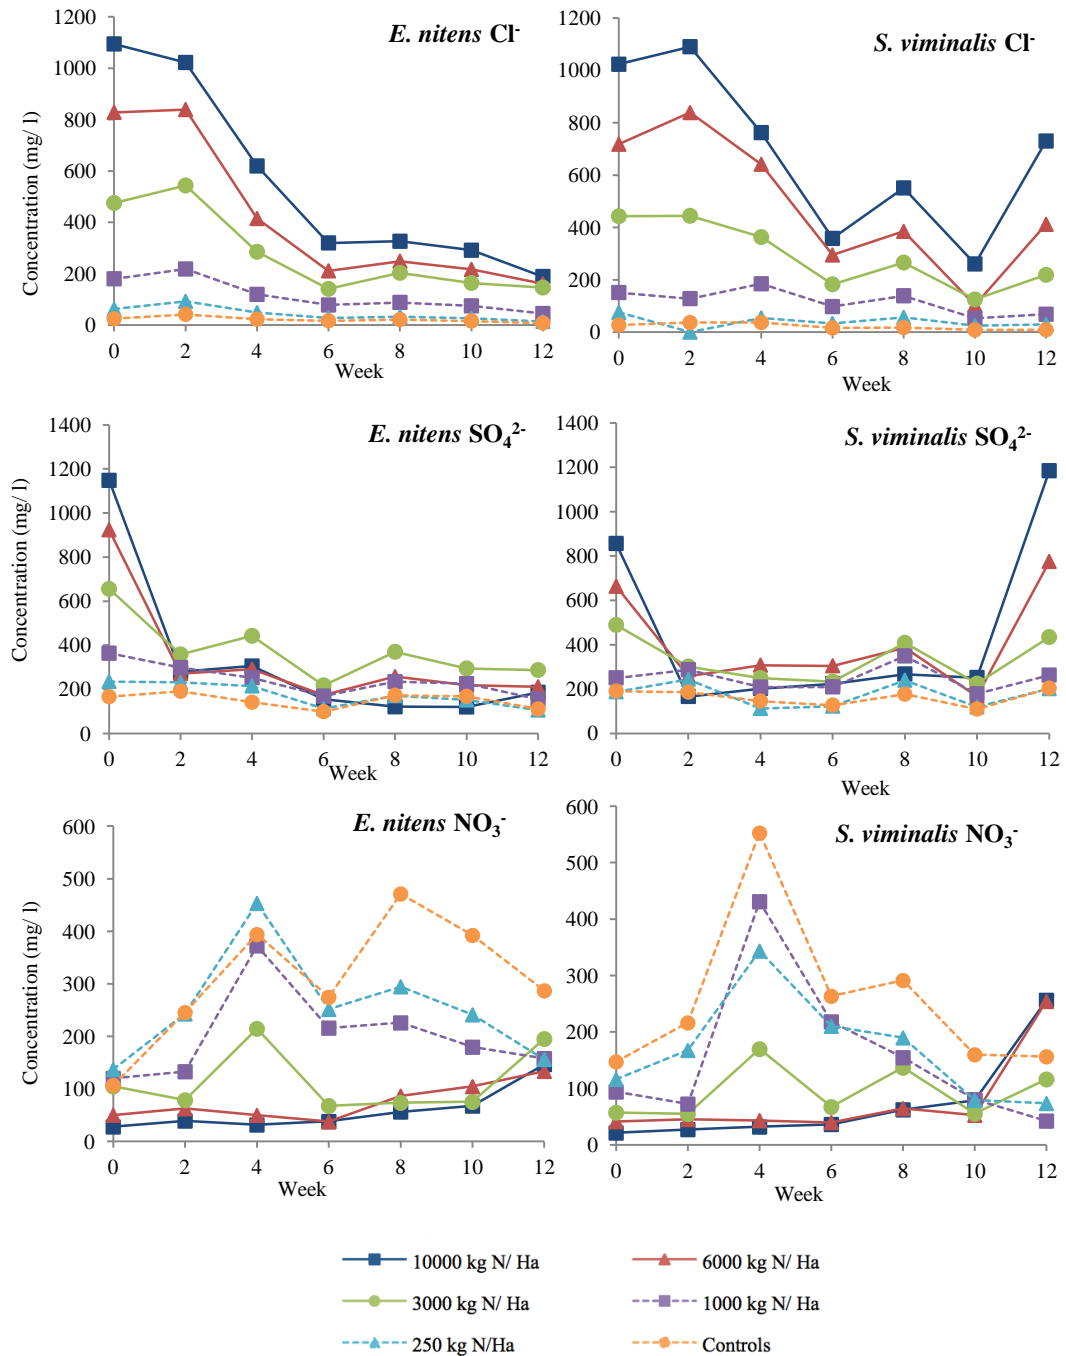 E. nitens Cl-
1200
1000
800
600
400
200
0
Concentration (mg/ l)
0 2 4 6 8 10 12
Week
S. viminalis Cl-
1200
1000
800
600
400
200
0
0 2 4 6 8 10 12
Week
E. nitens SO42-
1400
1200
1000
800
600
400
200
0
Concentration (mg/ l)
0 2 4 6 8 10 12
Week
S. viminalis SO42-
1400
1200
1000
800
600
400
200
0
0 2 4 6 8 10 12
Week
E. nitens NO3-
600
500
400
300
200
100
0
Concentration (mg/ l)
0 2 4 6 8 10 12
Week
S. viminalis NO3-
600
500
400
300
200
100
0
0 2 4 6 8 10 12
Week
10000 kg N/ Ha
6000 kg N/ Ha
3000 kg N/ Ha
1000 kg N/ Ha
250 kg N/Ha
Controls